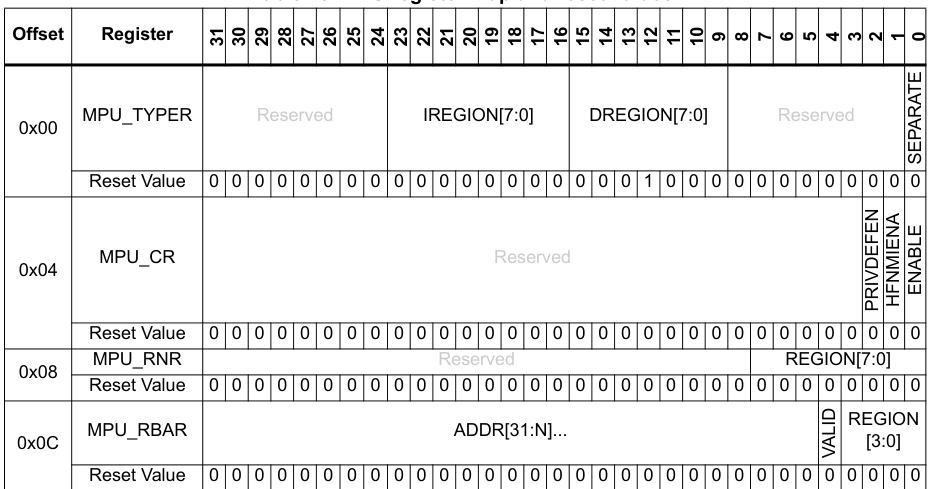 Offset Register 31 30 29 28 27 26 25 24 23 22 21 20 19 18 17 16 15 14 13 12 11 10 9 8 7 6 5 4 3 2 1 0
0x00 MPU_TYPER Reserved IREGION[7:0] DREGION[7:0] Reserved SEPARATE
Reset Value 0 0 0 0 0 0 0 0 0 0 0 0 0 0 0 0 0 0 0 1 0 0 0 0 0 0 0 0 0 0 0 0
0x04 MPU_CR Reserved PRIVDEFEN HFNMIENA ENABLE
Reset Value 0 0 0 0 0 0 0 0 0 0 0 0 0 0 0 0 0 0 0 0 0 0 0 0 0 0 0 0 0 0 0 0
0x08 MPU_RNR Reserved REGION[7:0]
Reset Value 0 0 0 0 0 0 0 0 0 0 0 0 0 0 0 0 0 0 0 0 0 0 0 0 0 0 0 0 0 0 0 0
0x0C MPU_RBAR ADDR[31:N]... VALID REGION
[3:0]
Reset Value 0 0 0 0 0 0 0 0 0 0 0 0 0 0 0 0 0 0 0 0 0 0 0 0 0 0 0 0 0 0 0 0